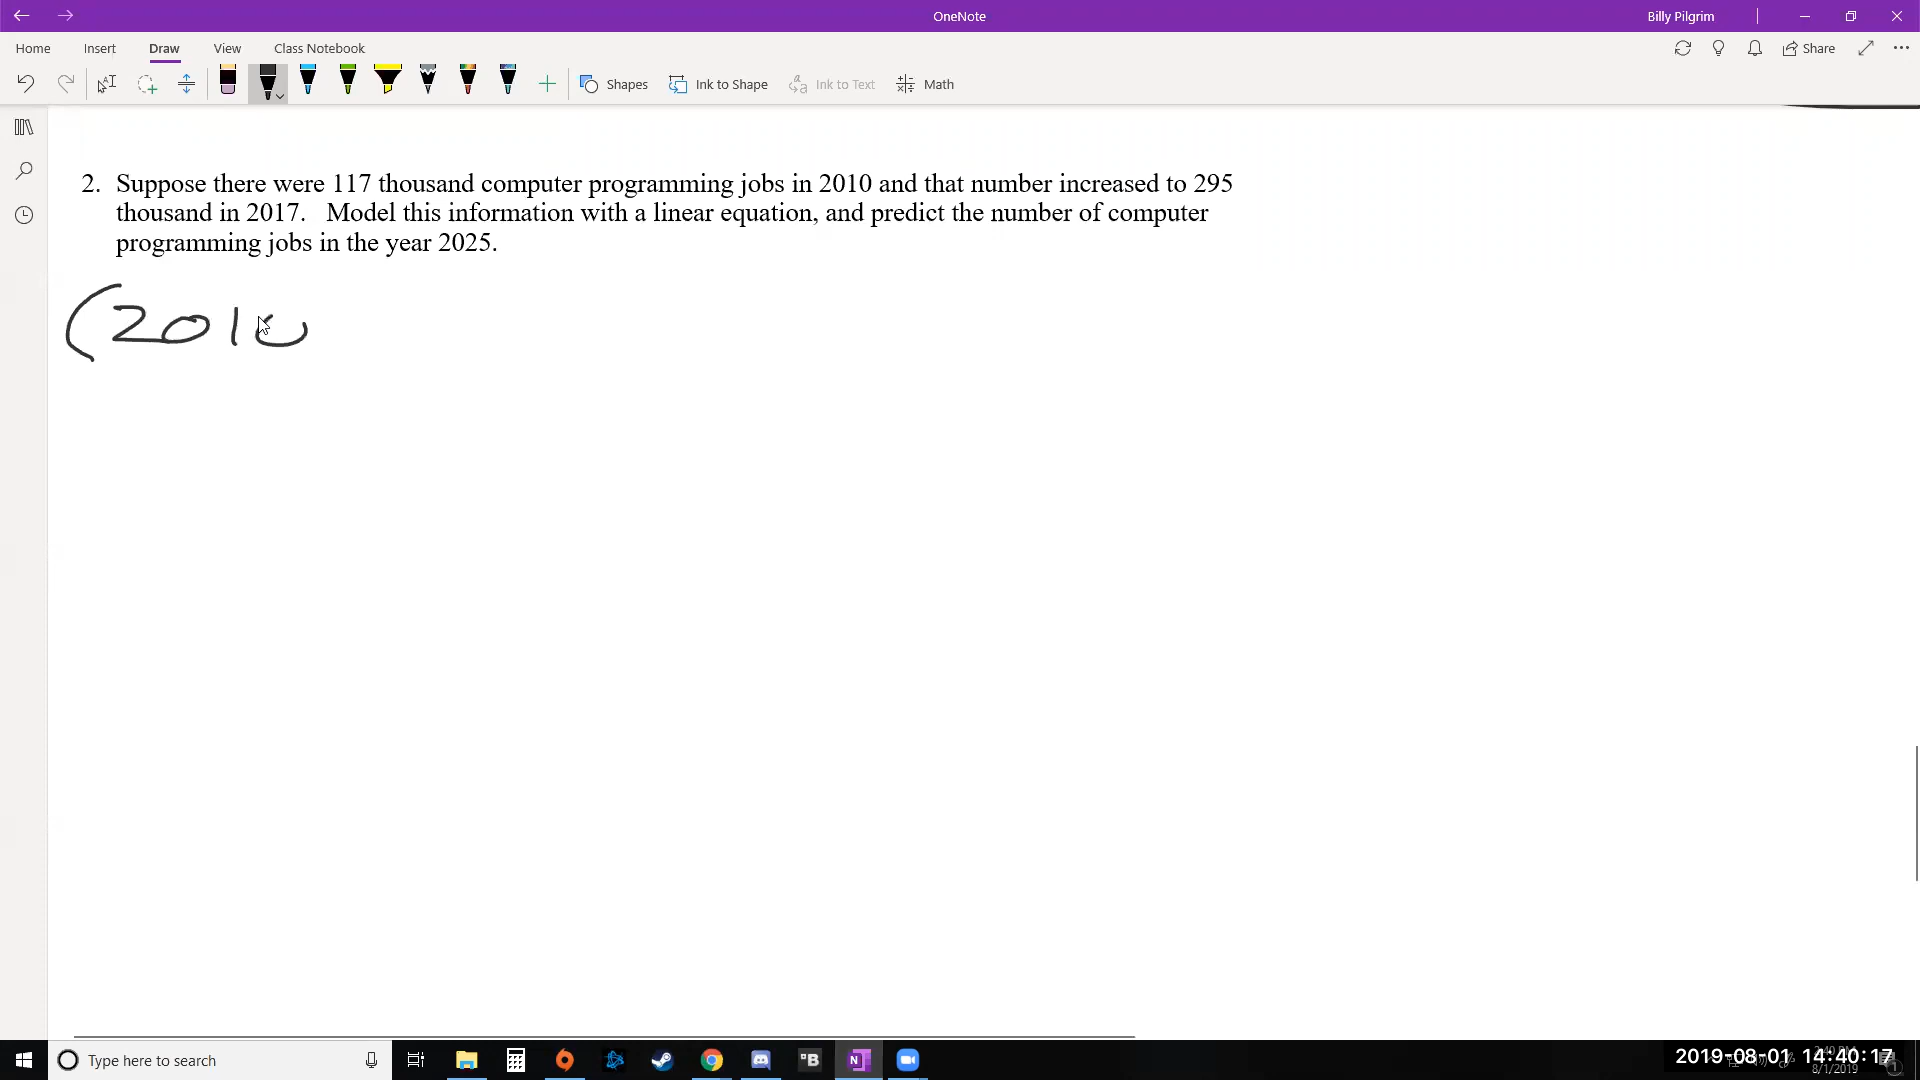 OneNote
Billy Pilgrim
Home Insert Draw View Class Notebook
Share
Shapes Ink to Shape Ink to Text Math
2. Suppose there were 117 thousand computer programming jobs in 2010 and that number increased to 295
thousand in 2017. Model this information with a linear equation, and predict the number of computer
programming jobs in the year 2025.
(2010
Type here to search
2019-08-01 14:40:17
8/1/2019